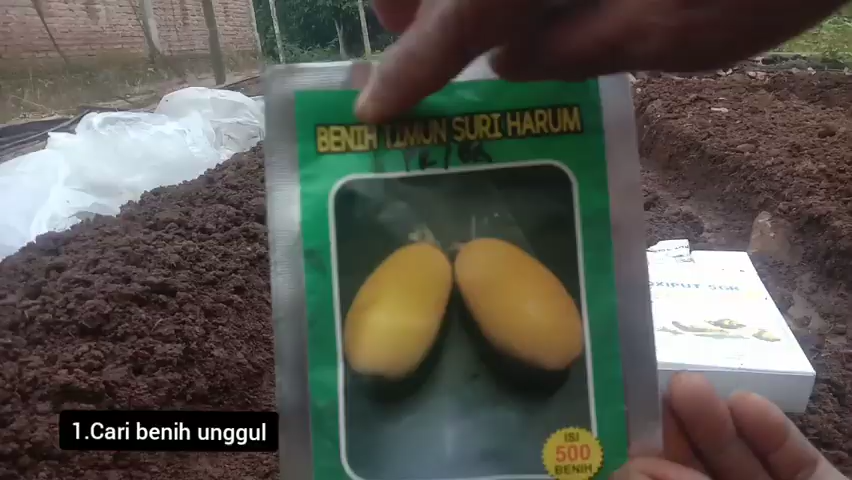 BENIH TIMUN SURI HARUM
ISI
500
BENIH
1.Cari benih unggul